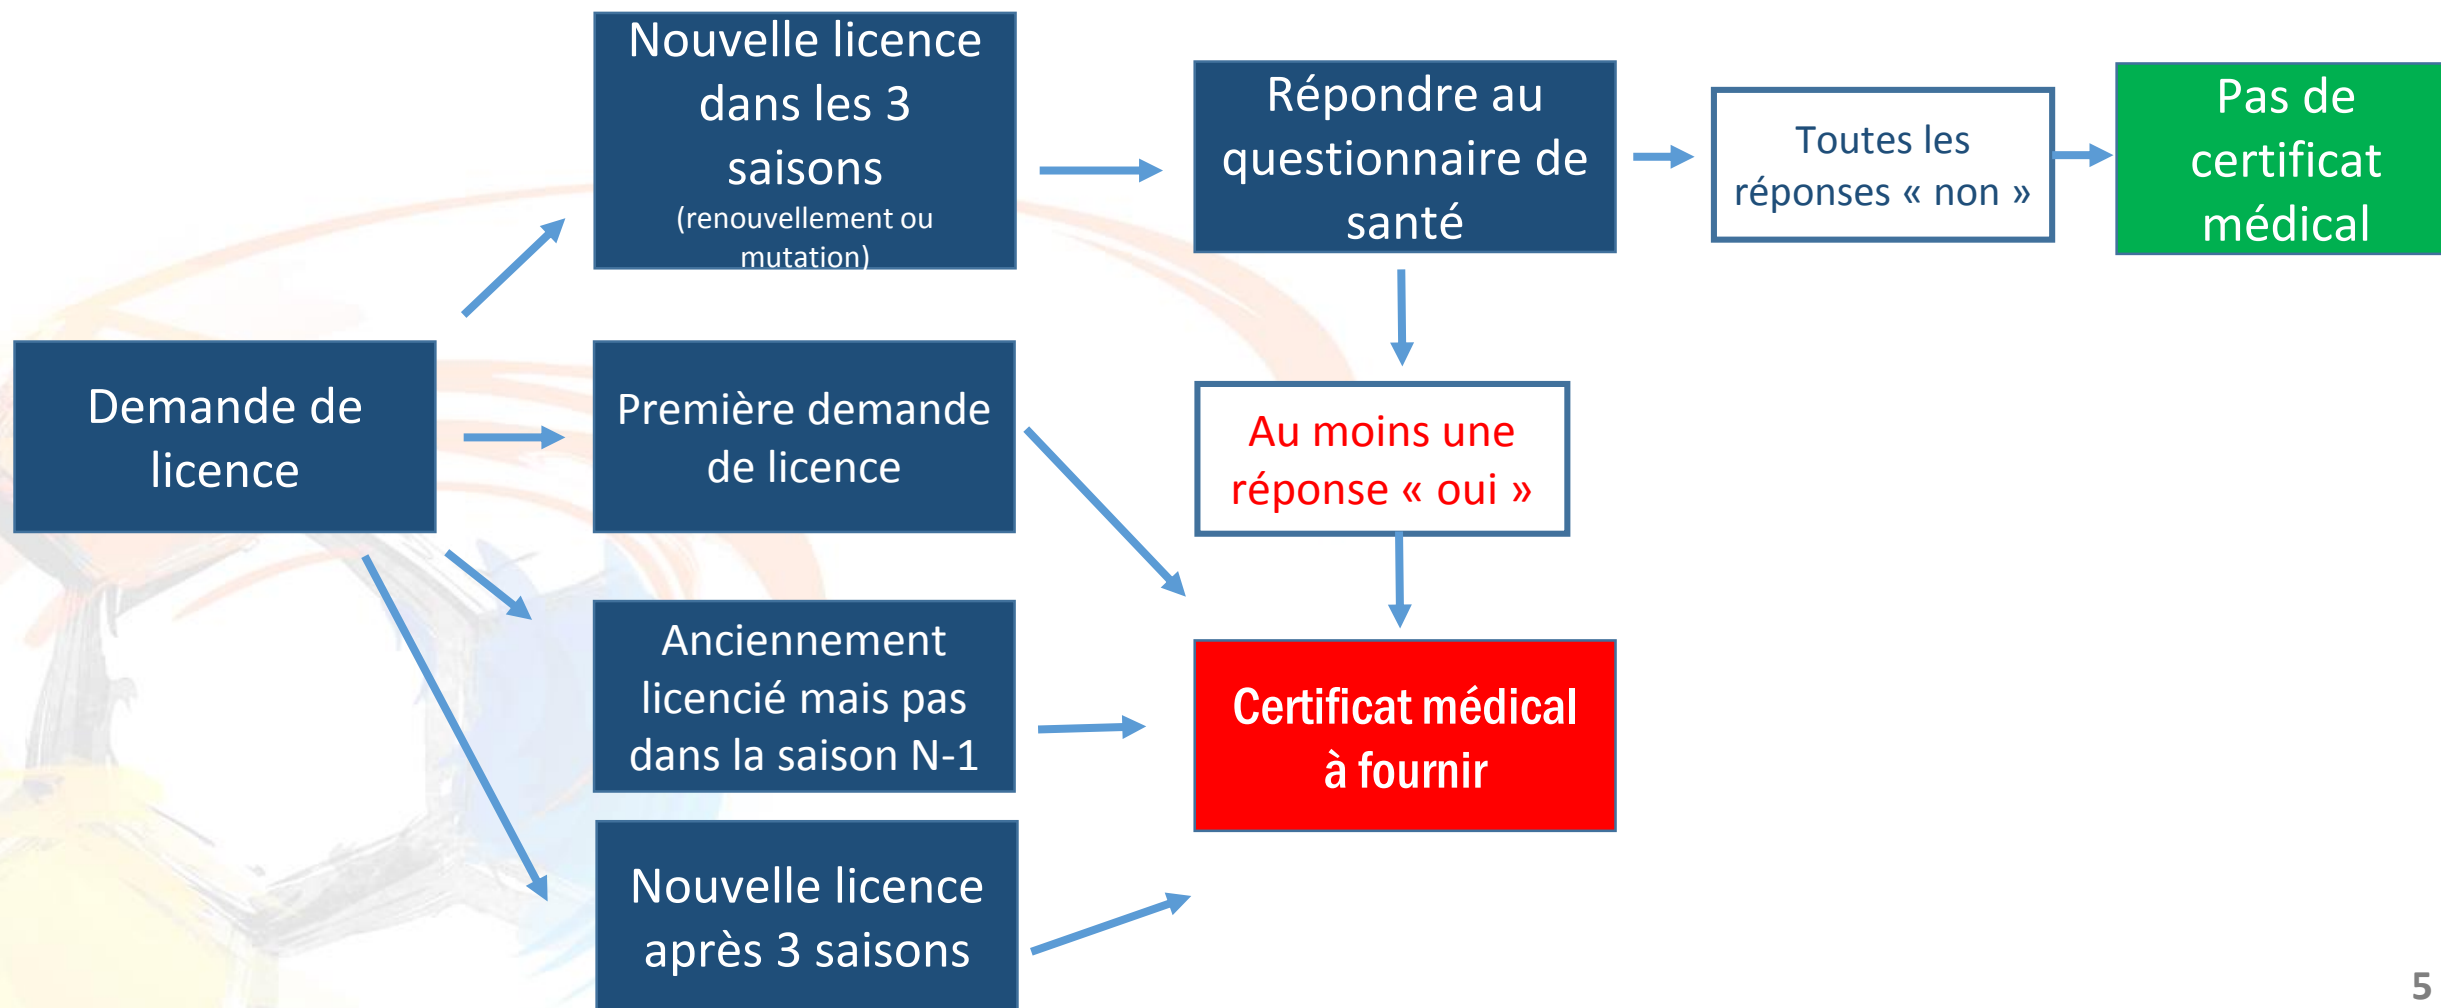 Nouvelle licence
dans les 3
saisons
(renouvellement ou
mutation)
Répondre au
questionnaire de
santé
Toutes les
réponses « non »
Pas de
certificat
médical
Demande de
licence
Première demande
de licence
Au moins une
réponse « oui »
Anciennement
licencié mais pas
dans la saison N-1
Certificat médical
à fournir
Nouvelle licence
après 3 saisons
5